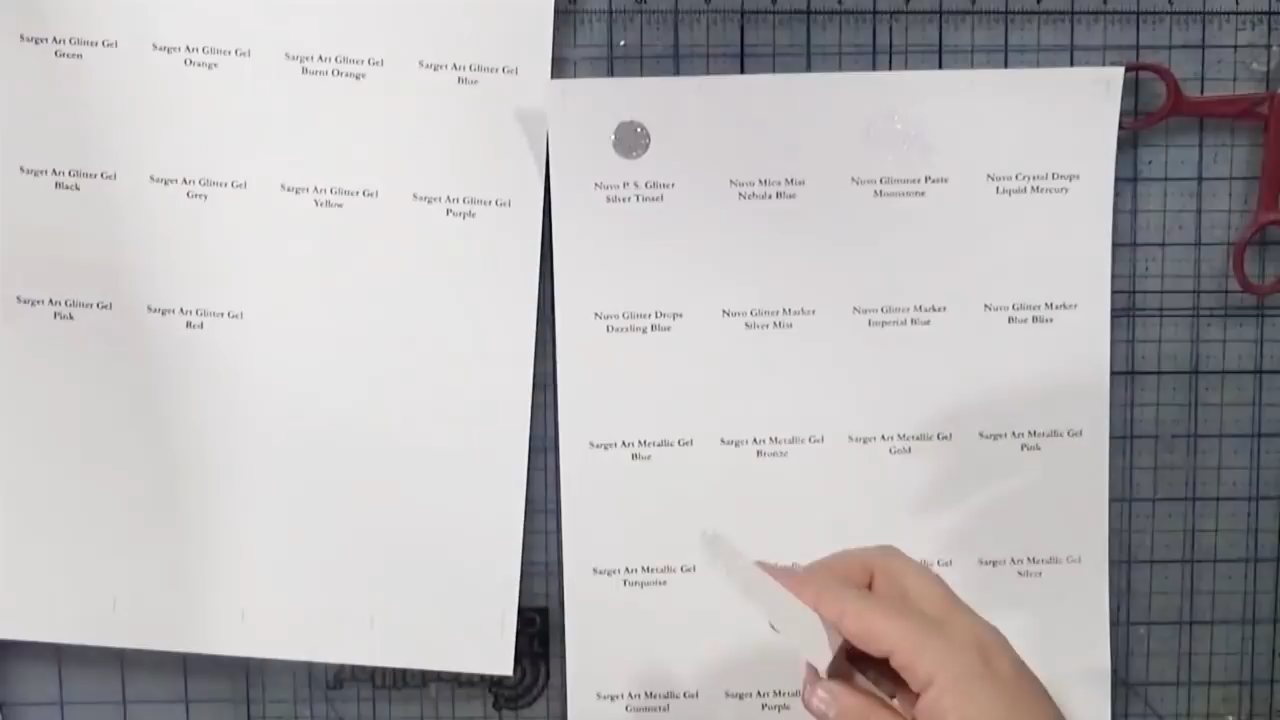 Sarget Art Glitter Gel
Green
Sarget Art Glitter Gel
Orange
Sarget Art Glitter Gel
Burnt Orange
Sarget Art Glitter Gel
Blue
Sarget Art Glitter Gel
Black
Sarget Art Glitter Gel
Grey
Sarget Art Glitter Gel
Yellow
Sarget Art Glitter Gel
Purple
Sarget Art Glitter Gel
Pink
Sarget Art Glitter Gel
Red
Nuvo P. S. Glitter
Silver Tinsel
Nuvo Mica Mist
Nebula Blue
Nuvo Glimmer Paste
Moonstone
Nuvo Crystal Drops
Liquid Mercury
Nuvo Glitter Drops
Dazzling Blue
Nuvo Glitter Marker
Silver Mist
Nuvo Glitter Marker
Imperial Blue
Nuvo Glitter Marker
Blue Bliss
Sarget Art Metallic Gel
Blue
Sarget Art Metallic Gel
Bronze
Sarget Art Metallic Gel
Gold
Sarget Art Metallic Gel
Pink
Sarget Art Metallic Gel
Turquoise
Gel
Sarget Art Metallic Gel
Silver
Sarget Art Metallic Gel
Gunmetal
Sarget Art
Purple